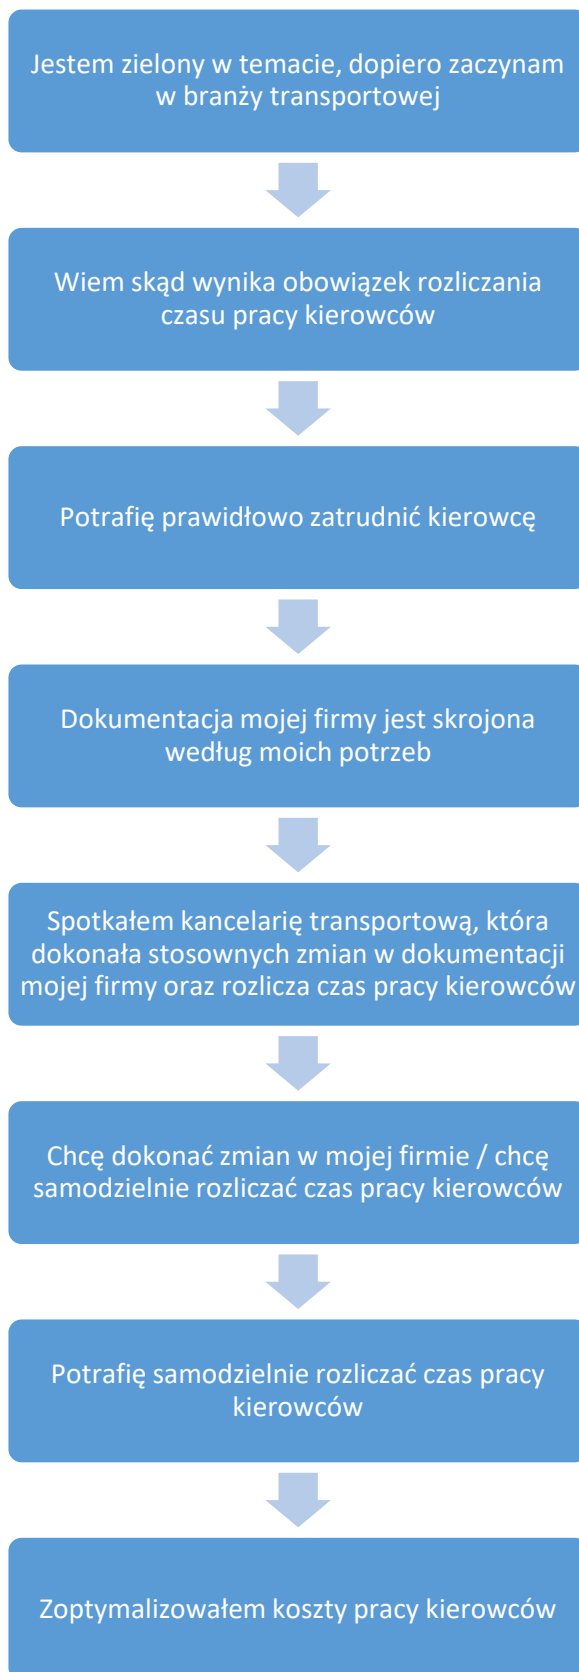 Jestem zielony w temacie, dopiero zaczynam
w branży transportowej
Wiem skąd wynika obowiązek rozliczania
czasu pracy kierowców
Potrafię prawidłowo zatrudnić kierowcę
Dokumentacja mojej firmy jest skrojona
według moich potrzeb
Spotkałem kancelarię transportową, która
dokonała stosownych zmian w dokumentacji
mojej firmy oraz rozlicza czas pracy kierowców
Chcę dokonać zmian w mojej firmie / chcę
samodzielnie rozliczać czas pracy kierowców
Potrafię samodzielnie rozliczać czas pracy
kierowców
Zoptymalizowałem koszty pracy kierowców